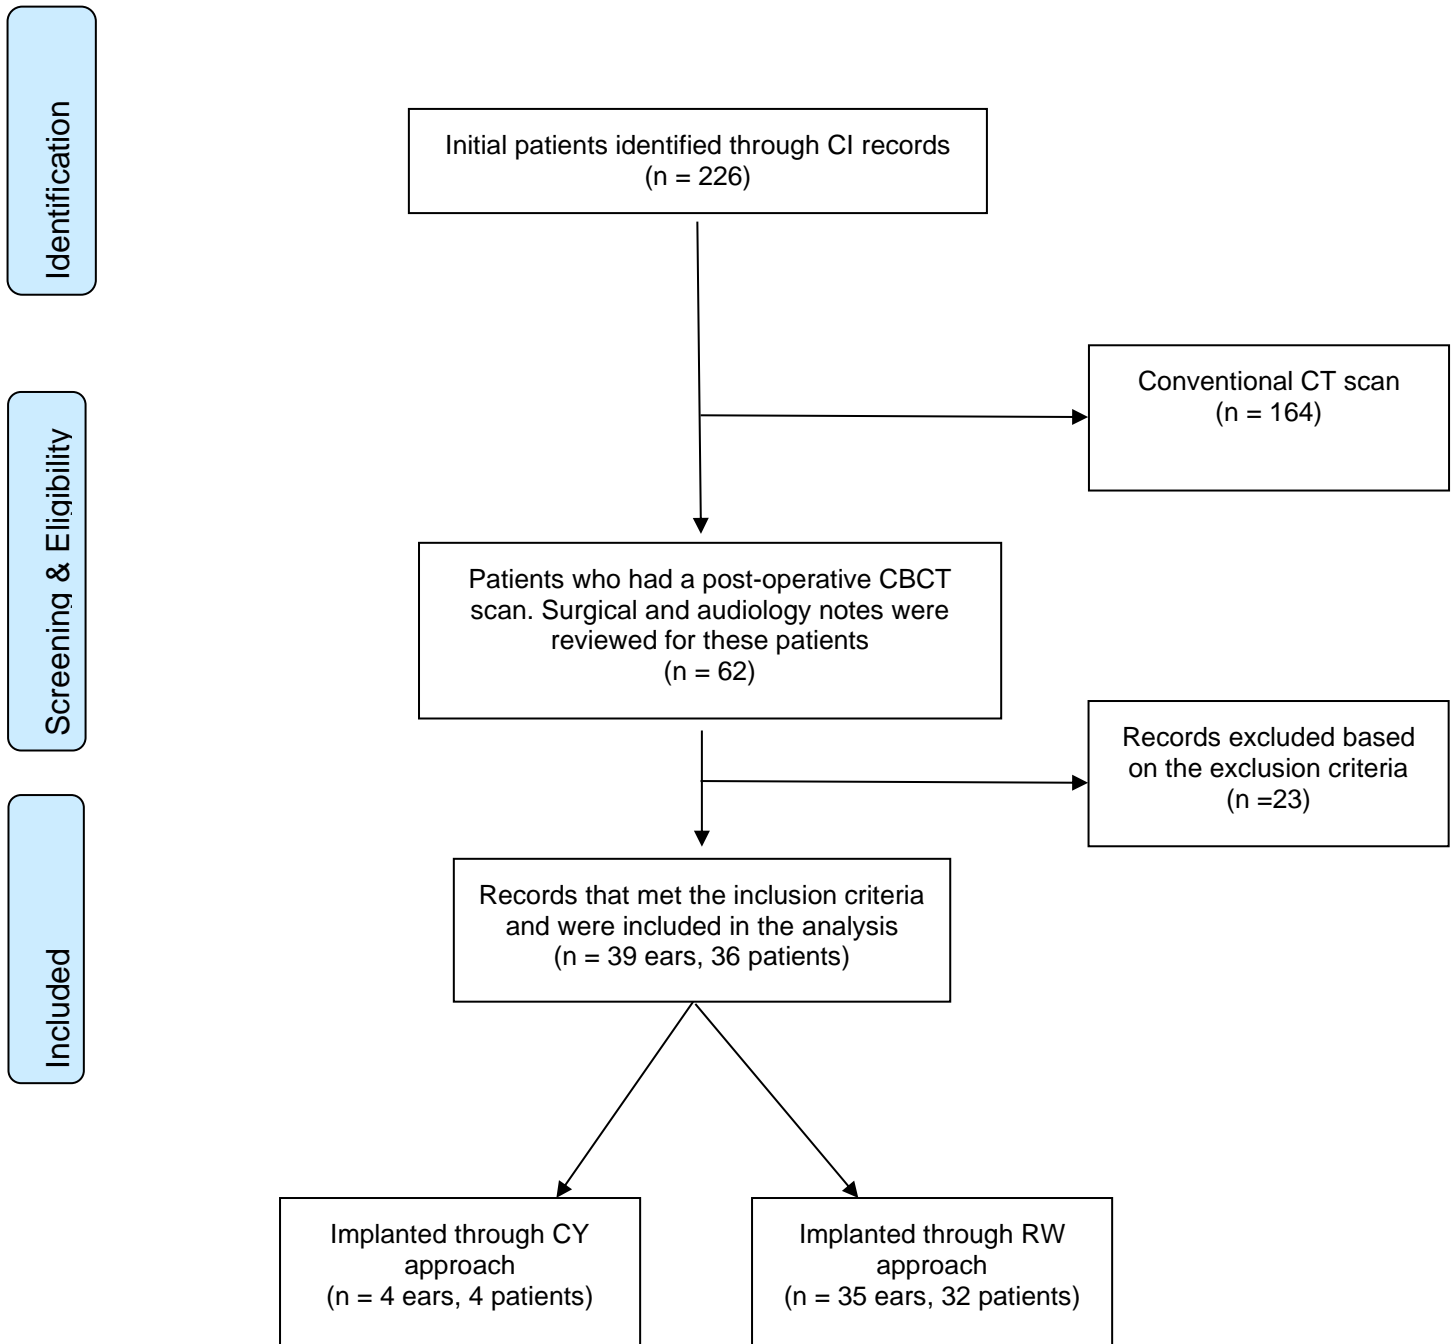 Identification
Initial patients identified through CI records
(n = 226)
Conventional CT scan
(n = 164)
Screening & Eligibility
Patients who had a post-operative CBCT
scan. Surgical and audiology notes were
reviewed for these patients
(n = 62)
Records excluded based
on the exclusion criteria
(n =23)
Included
Records that met the inclusion criteria
and were included in the analysis
(n = 39 ears, 36 patients)
Implanted through CY
approach
(n = 4 ears, 4 patients)
Implanted through RW
approach
(n = 35 ears, 32 patients)